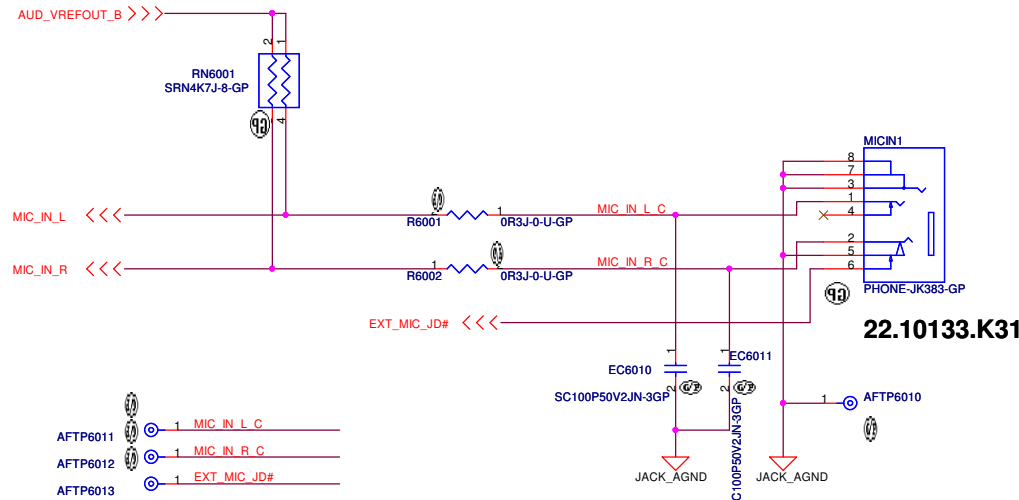 AUD_VREFOUT_B
2
1
RN6001
SRN4K7J-8-GP
4
MICIN1
8
7
3
1
4
2
5
6
PHONE-JK383-GP
22.10133.K31
MIC_IN_L
R6001
1
0R3J-0-U-GP
MIC_IN_L_C
MIC_IN_R
1
R6002
0R3J-0-U-GP
MIC_IN_R_C
EXT_MIC_JD#
1
EC6010
2
SC100P50V2JN-3GP
1
EC6011
2
C100P50V2JN-3GP
JACK_AGND
JACK_AGND
1
AFTP6010
AFTP6011
1
MIC_IN_L_C
AFTP6012
1
MIC_IN_R_C
AFTP6013
1
EXT_MIC_JD#